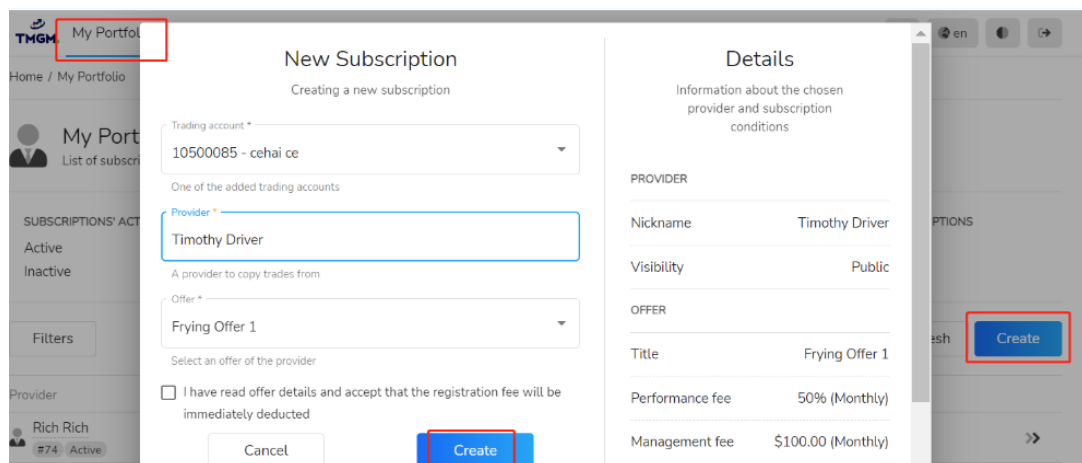 TMGM
My Portfol
en
Home / My Portfolio
My Port
List of subscri
SUBSCRIPTIONS' ACT
Active
Inactive
PTIONS
Filters
esh
Create
Provider
Rich Rich
#74 Active
New Subscription
Creating a new subscription
Trading account *
10500085 - cehai ce
One of the added trading accounts
Provider *
Timothy Driver
A provider to copy trades from
Offer *
Frying Offer 1
Select an offer of the provider
I have read offer details and accept that the registration fee will be
immediately deducted
Cancel
Create
Details
Information about the chosen
provider and subscription
conditions
PROVIDER
Nickname Timothy Driver
Visibility Public
OFFER
Title Frying Offer 1
Performance fee 50% (Monthly)
Management fee $100.00 (Monthly)